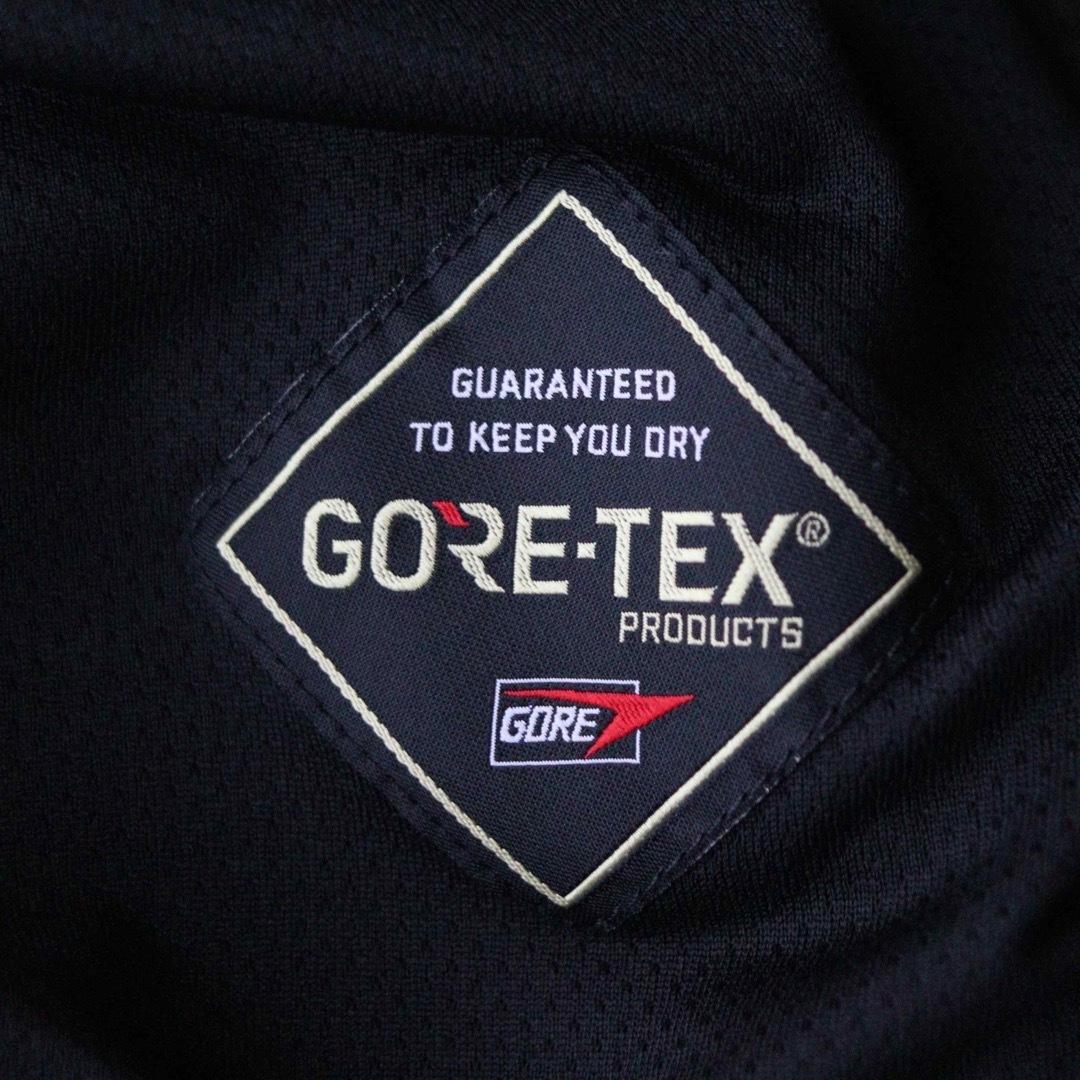 GUARANTEED
TO KEEP YOU DRY
GORE-TEX®
PRODUCTS
GORE